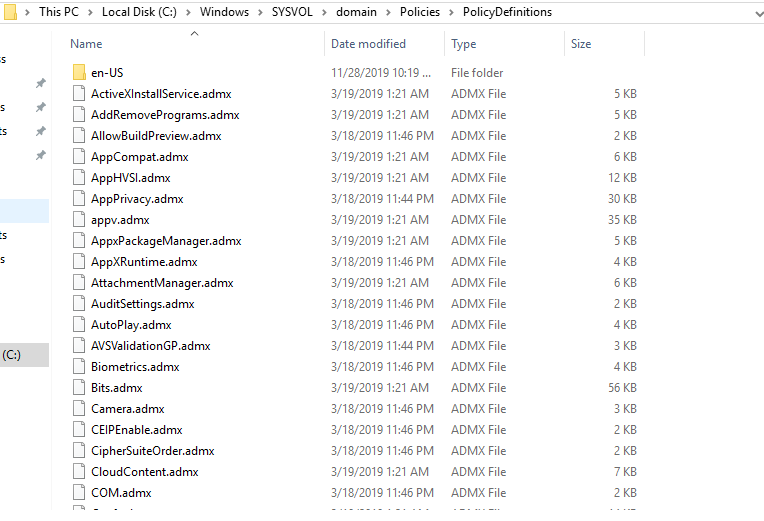 This PC > Local Disk (C:) > Windows > SYSVOL > domain > Policies > PolicyDefinitions
Name Date modified Type Size
en-US 11/28/2019 10:19 ... File folder
ActiveXInstallService.admx 3/19/2019 1:21 AM ADMX File 5 KB
AddRemovePrograms.admx 3/19/2019 1:21 AM ADMX File 5 KB
AllowBuildPreview.admx 3/18/2019 11:46 PM ADMX File 2 KB
AppCompat.admx 3/19/2019 1:21 AM ADMX File 6 KB
AppHVSI.admx 3/19/2019 1:21 AM ADMX File 12 KB
AppPrivacy.admx 3/18/2019 11:44 PM ADMX File 30 KB
appv.admx 3/19/2019 1:21 AM ADMX File 35 KB
AppxPackageManager.admx 3/19/2019 1:21 AM ADMX File 5 KB
AppXRuntime.admx 3/18/2019 11:46 PM ADMX File 4 KB
AttachmentManager.admx 3/19/2019 1:21 AM ADMX File 6 KB
AuditSettings.admx 3/18/2019 11:46 PM ADMX File 2 KB
AutoPlay.admx 3/18/2019 11:46 PM ADMX File 4 KB
AVSValidationGP.admx 3/18/2019 11:44 PM ADMX File 3 KB
(C:)
Biometrics.admx 3/18/2019 11:46 PM ADMX File 4 KB
Bits.admx 3/19/2019 1:21 AM ADMX File 56 KB
Camera.admx 3/18/2019 11:46 PM ADMX File 3 KB
CEIPEnable.admx 3/18/2019 11:46 PM ADMX File 2 KB
CipherSuiteOrder.admx 3/18/2019 11:46 PM ADMX File 2 KB
CloudContent.admx 3/19/2019 1:21 AM ADMX File 7 KB
COM.admx 3/18/2019 11:46 PM ADMX File 2 KB